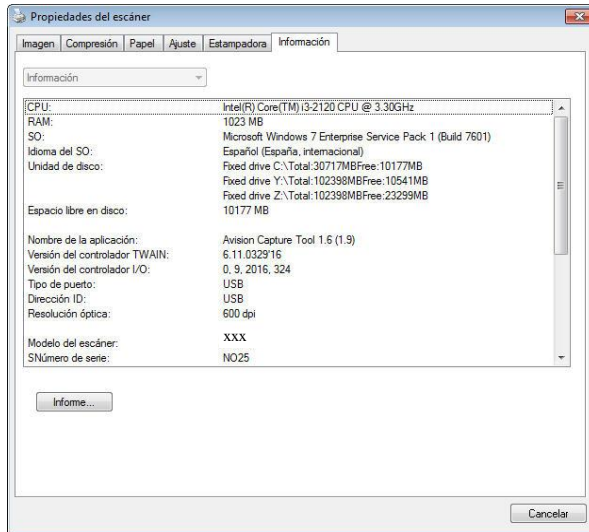 Propiedades del escáner
Imagen Compresión Papel Ajuste Estampadora Información
Información
CPU: Intel(R) Core(TM) i3-2120 CPU @ 3.30GHz
RAM: 1023 MB
SO: Microsoft Windows 7 Enterprise Service Pack 1 (Build 7601)
Idioma del SO: Español (España, internacional)
Unidad de disco: Fixed drive C:\Total:30717MBFree:10177MB
Fixed drive Y:\Total:102398MBFree:10541MB
Fixed drive Z:\Total:102398MBFree:23299MB
Espacio libre en disco: 10177 MB
Nombre de la aplicación: Avision Capture Tool 1.6 (1.9)
Versión del controlador TWAIN: 6.11.0329'16
Versión del controlador I/O: 0, 9, 2016, 324
Tipo de puerto: USB
Dirección ID: USB
Resolución óptica: 600 dpi
Modelo del escáner: XXX
SNúmero de serie: NO25
Informe...
Cancelar